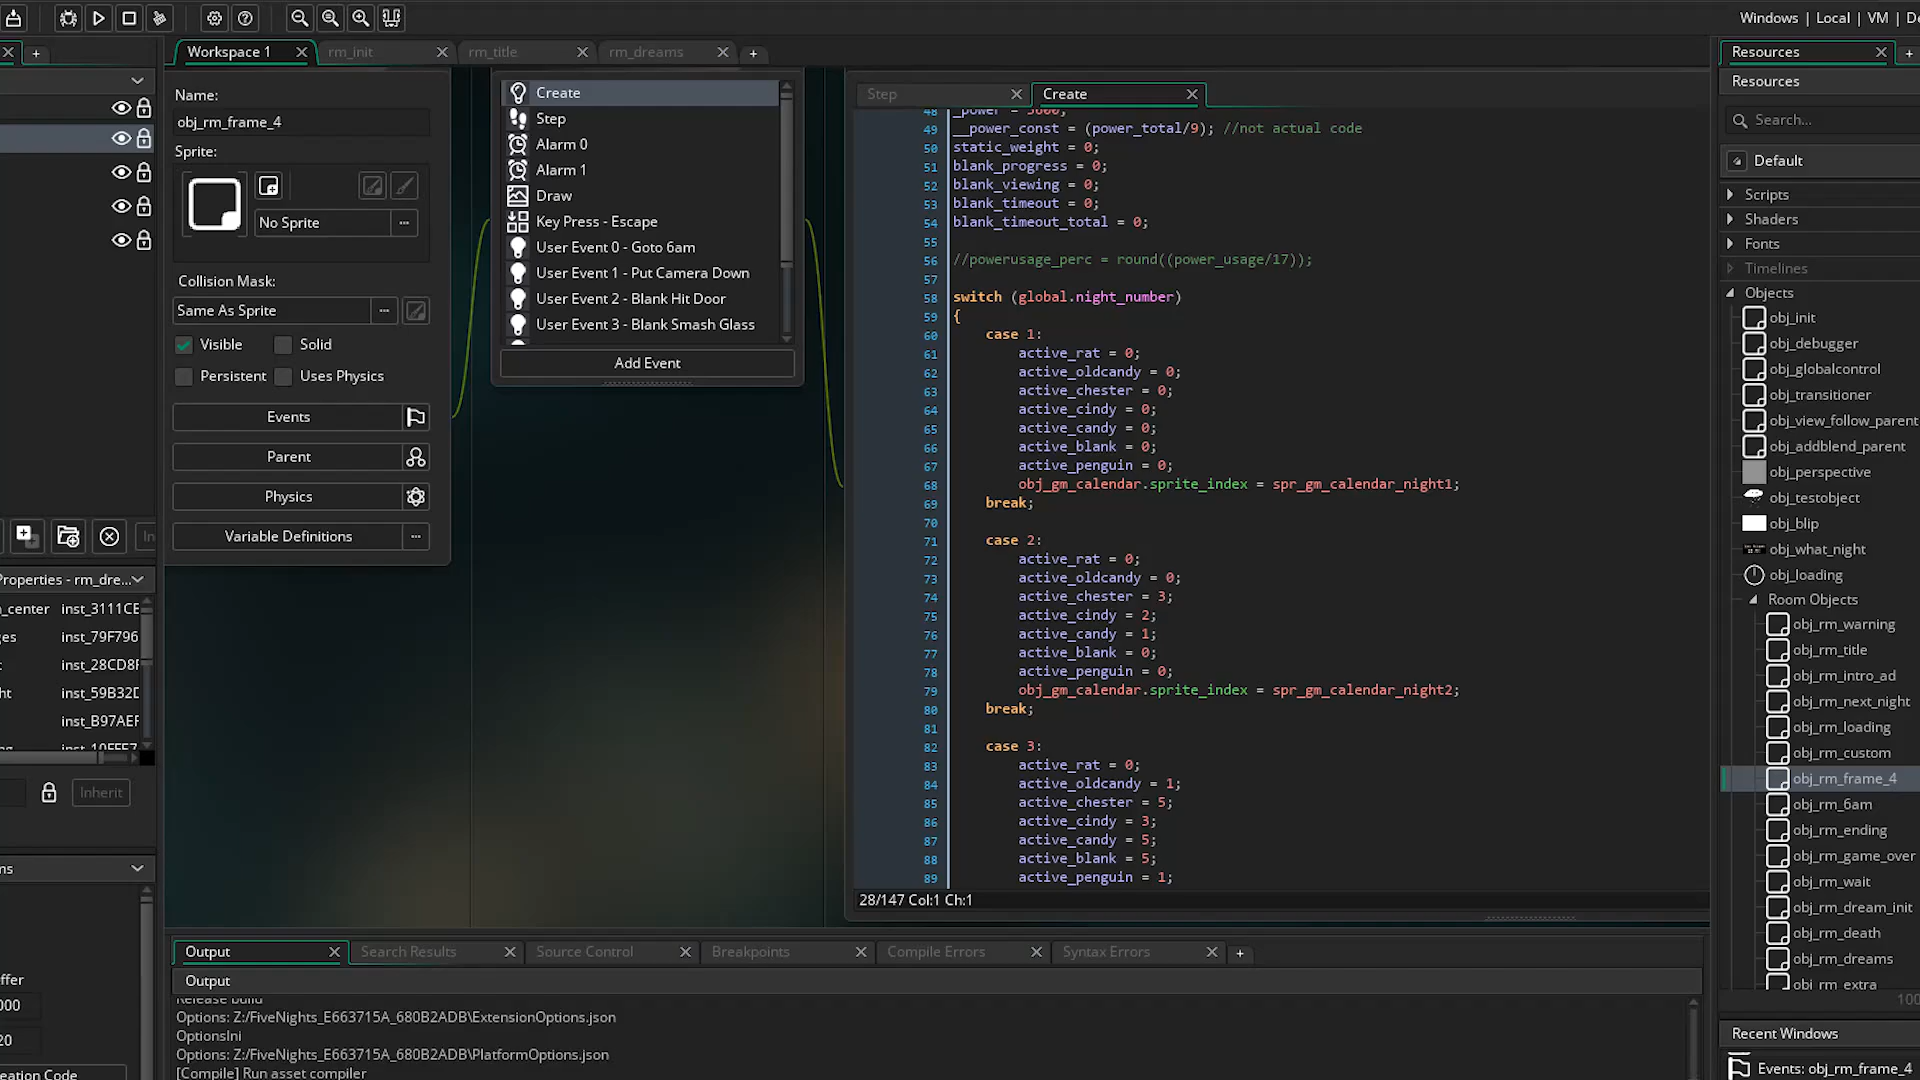 Windows | Local | VM |
Workspace 1
rm_init
rm_title
rm_dreams
Resources
Name:
obj_rm_frame_4
Sprite:
No Sprite
Collision Mask:
Same As Sprite
Visible
Solid
Persistent
Uses Physics
Events
Parent
Physics
Variable Definitions
Create
Step
Alarm 0
Alarm 1
Draw
Key Press - Escape
User Event 0 - Goto 6am
User Event 1 - Put Camera Down
User Event 2 - Blank Hit Door
User Event 3 - Blank Smash Glass
Add Event
Step
Create
48 _power = 3600;
49 __power_const = (power_total/9); //not actual code
50 static_weight = 0;
51 blank_progress = 0;
52 blank_viewing = 0;
53 blank_timeout = 0;
54 blank_timeout_total = 0;
55
56 //powerusage_perc = round((power_usage/17));
57
58 switch (global.night_number)
59 {
60 case 1:
61 active_rat = 0;
62 active_oldcandy = 0;
63 active_chester = 0;
64 active_cindy = 0;
65 active_candy = 0;
66 active_blank = 0;
67 active_penguin = 0;
68 obj_gm_calendar.sprite_index = spr_gm_calendar_night1;
69 break;
70
71 case 2:
72 active_rat = 0;
73 active_oldcandy = 0;
74 active_chester = 3;
75 active_cindy = 2;
76 active_candy = 1;
77 active_blank = 0;
78 active_penguin = 0;
79 obj_gm_calendar.sprite_index = spr_gm_calendar_night2;
80 break;
81
82 case 3:
83 active_rat = 0;
84 active_oldcandy = 1;
85 active_chester = 5;
86 active_cindy = 3;
87 active_candy = 5;
88 active_blank = 5;
89 active_penguin = 1;
28/147 Col:1 Ch:1
Resources
Search...
Default
Scripts
Shaders
Fonts
Timelines
Objects
obj_init
obj_debugger
obj_globalcontrol
obj_transitioner
obj_view_follow_parent
obj_addblend_parent
obj_perspective
obj_testobject
obj_blip
obj_what_night
obj_loading
Room Objects
obj_rm_warning
obj_rm_title
obj_rm_intro_ad
obj_rm_next_night
obj_rm_loading
obj_rm_custom
obj_rm_frame_4
obj_rm_6am
obj_rm_ending
obj_rm_game_over
obj_rm_wait
obj_rm_dream_init
obj_rm_death
obj_rm_dreams
obj_rm_extra
100
Recent Windows
Events: obj_rm_frame_4
Properties - rm_dre...
_center inst_3111CE
inst_79F796
inst_28CD8F
inst_59B32D
inst_B97AEF
Inherit
Output
Search Results
Source Control
Breakpoints
Compile Errors
Syntax Errors
Output
Release build
Options: Z:/FiveNights_E663715A_680B2ADB\ExtensionOptions.json
OptionsIni
Options: Z:/FiveNights_E663715A_680B2ADB\PlatformOptions.json
[Compile] Run asset compiler